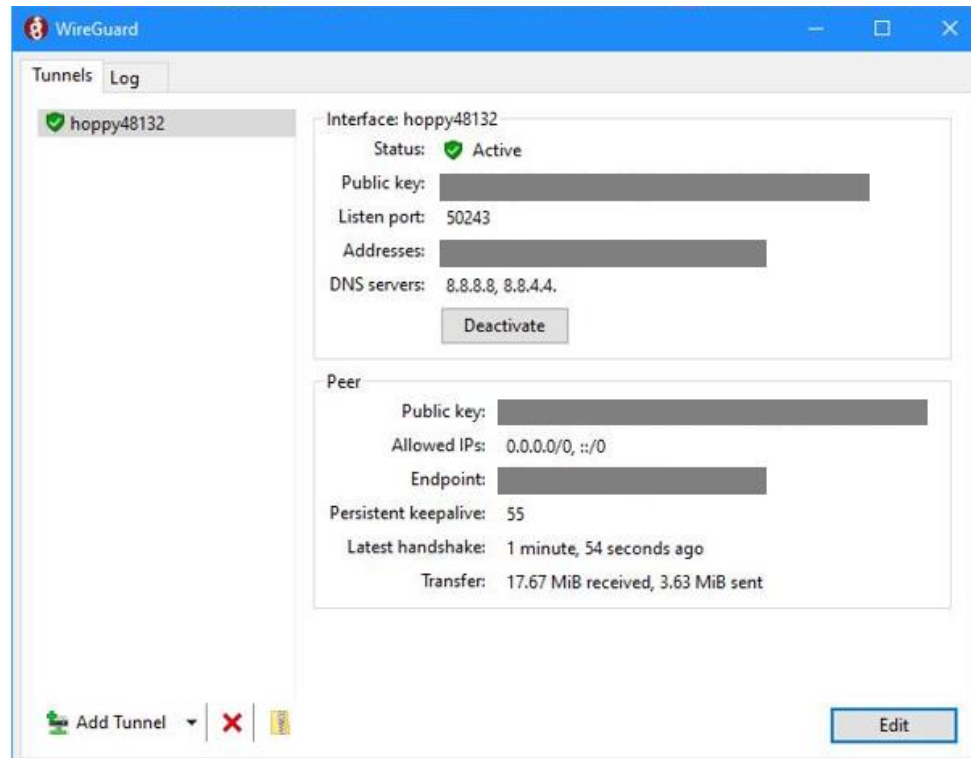 WireGuard
Tunnels
Log
hoppy48132
Interface: hoppy48132
Status: Active
Public key:
Listen port: 50243
Addresses:
DNS servers: 8.8.8.8, 8.8.4.4.
Deactivate
Peer
Public key:
Allowed IPs: 0.0.0.0/0, ::/0
Endpoint:
Persistent keepalive: 55
Latest handshake: 1 minute, 54 seconds ago
Transfer: 17.67 MiB received, 3.63 MiB sent
Add Tunnel
Edit